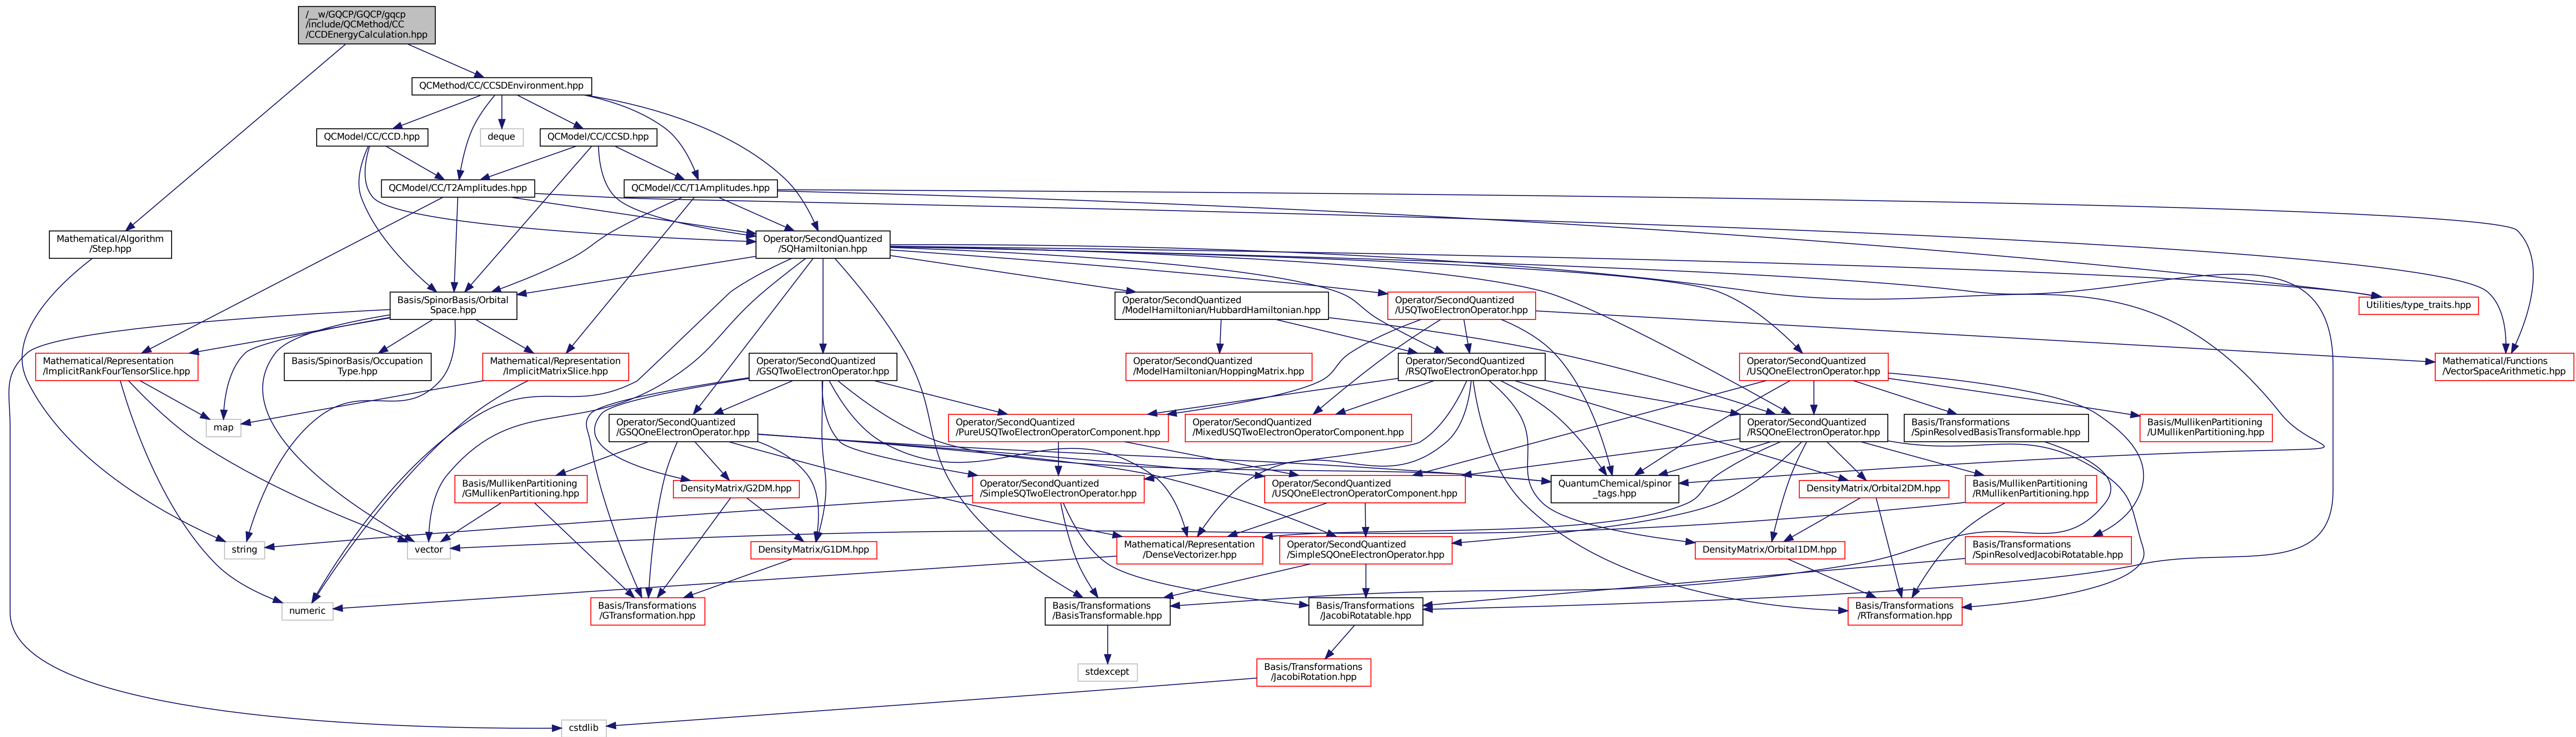 /__w/GQCP/GQCP/gqcp
/include/QCMethod/CC
/CCDEnergyCalculation.hpp
QCMethod/CC/CCSDEnvironment.hpp
QCModel/CC/CCD.hpp
deque
QCModel/CC/CCSD.hpp
QCModel/CC/T2Amplitudes.hpp
QCModel/CC/T1Amplitudes.hpp
Mathematical/Algorithm
/Step.hpp
Operator/SecondQuantized
/SQHamiltonian.hpp
Basis/SpinorBasis/Orbital
Space.hpp
Operator/SecondQuantized
/ModelHamiltonian/HubbardHamiltonian.hpp
Operator/SecondQuantized
/USQTwoElectronOperator.hpp
Utilities/type_traits.hpp
Mathematical/Representation
/ImplicitRankFourTensorSlice.hpp
Basis/SpinorBasis/Occupation
Type.hpp
Mathematical/Representation
/ImplicitMatrixSlice.hpp
Operator/SecondQuantized
/GSQTwoElectronOperator.hpp
Operator/SecondQuantized
/ModelHamiltonian/HoppingMatrix.hpp
Operator/SecondQuantized
/RSQTwoElectronOperator.hpp
Operator/SecondQuantized
/USQOneElectronOperator.hpp
Mathematical/Functions
/VectorSpaceArithmetic.hpp
map
Operator/SecondQuantized
/GSQOneElectronOperator.hpp
Operator/SecondQuantized
/PureUSQTwoElectronOperatorComponent.hpp
Operator/SecondQuantized
/MixedUSQTwoElectronOperatorComponent.hpp
Operator/SecondQuantized
/RSQOneElectronOperator.hpp
Basis/Transformations
/SpinResolvedBasisTransformable.hpp
Basis/MullikenPartitioning
/UMullikenPartitioning.hpp
Basis/MullikenPartitioning
/GMullikenPartitioning.hpp
DensityMatrix/G2DM.hpp
Operator/SecondQuantized
/SimpleSQTwoElectronOperator.hpp
Operator/SecondQuantized
/USQOneElectronOperatorComponent.hpp
QuantumChemical/spinor
_tags.hpp
DensityMatrix/Orbital2DM.hpp
Basis/MullikenPartitioning
/RMullikenPartitioning.hpp
string
vector
DensityMatrix/G1DM.hpp
Mathematical/Representation
/DenseVectorizer.hpp
Operator/SecondQuantized
/SimpleSQOneElectronOperator.hpp
DensityMatrix/Orbital1DM.hpp
Basis/Transformations
/SpinResolvedJacobiRotatable.hpp
numeric
Basis/Transformations
/GTransformation.hpp
Basis/Transformations
/BasisTransformable.hpp
Basis/Transformations
/JacobiRotatable.hpp
Basis/Transformations
/RTransformation.hpp
stdexcept
Basis/Transformations
/JacobiRotation.hpp
cstdlib